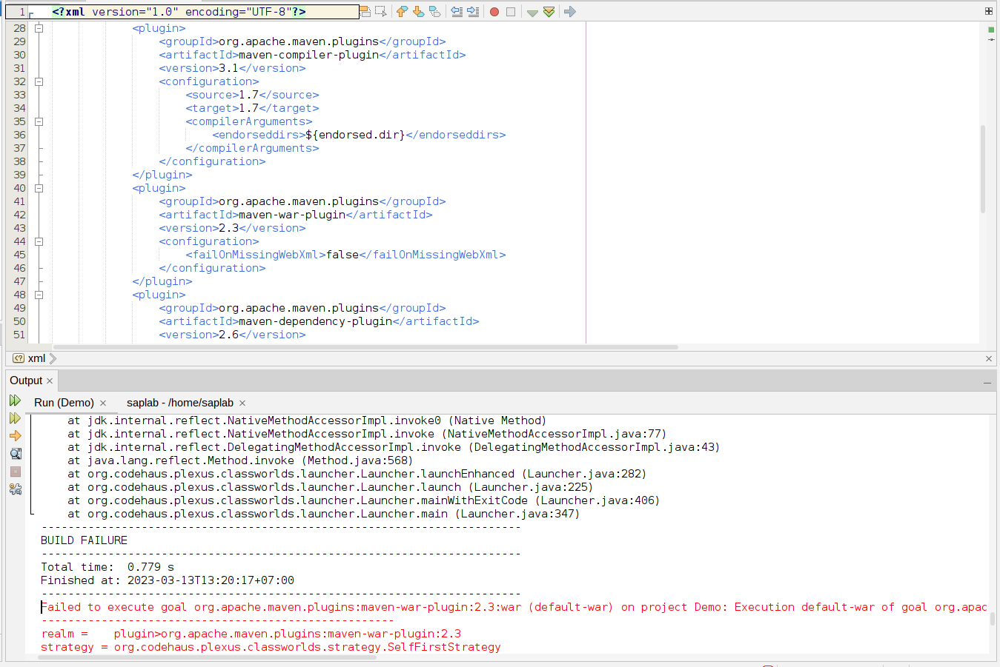 1 <?xml version="1.0" encoding="UTF-8"?>
28 <plugin>
29 <groupId>org.apache.maven.plugins</groupId>
30 <artifactId>maven-compiler-plugin</artifactId>
31 <version>3.1</version>
32 <configuration>
33 <source>1.7</source>
34 <target>1.7</target>
35 <compilerArguments>
36 <endorseddirs>${endorsed.dir}</endorseddirs>
37 </compilerArguments>
38 </configuration>
39 </plugin>
40 <plugin>
41 <groupId>org.apache.maven.plugins</groupId>
42 <artifactId>maven-war-plugin</artifactId>
43 <version>2.3</version>
44 <configuration>
45 <failOnMissingWebXml>false</failOnMissingWebXml>
46 </configuration>
47 </plugin>
48 <plugin>
49 <groupId>org.apache.maven.plugins</groupId>
50 <artifactId>maven-dependency-plugin</artifactId>
51 <version>2.6</version>
xml
Output
Run (Demo) saplab - /home/saplab
at jdk.internal.reflect.NativeMethodAccessorImpl.invoke0 (Native Method)
at jdk.internal.reflect.NativeMethodAccessorImpl.invoke (NativeMethodAccessorImpl.java:77)
at jdk.internal.reflect.DelegatingMethodAccessorImpl.invoke (DelegatingMethodAccessorImpl.java:43)
at java.lang.reflect.Method.invoke (Method.java:568)
at org.codehaus.plexus.classworlds.launcher.Launcher.launchEnhanced (Launcher.java:282)
at org.codehaus.plexus.classworlds.launcher.Launcher.launch (Launcher.java:225)
at org.codehaus.plexus.classworlds.launcher.Launcher.mainWithExitCode (Launcher.java:406)
at org.codehaus.plexus.classworlds.launcher.Launcher.main (Launcher.java:347)
------------------------------------------------------------------------
BUILD FAILURE
------------------------------------------------------------------------
Total time:  0.779 s
Finished at: 2023-03-13T13:20:17+07:00
------------------------------------------------------------------------
Failed to execute goal org.apache.maven.plugins:maven-war-plugin:2.3:war (default-war) on project Demo: Execution default-war of goal org.apac
-----------------------------------------------------
realm =    plugin>org.apache.maven.plugins:maven-war-plugin:2.3
strategy = org.codehaus.plexus.classworlds.strategy.SelfFirstStrategy